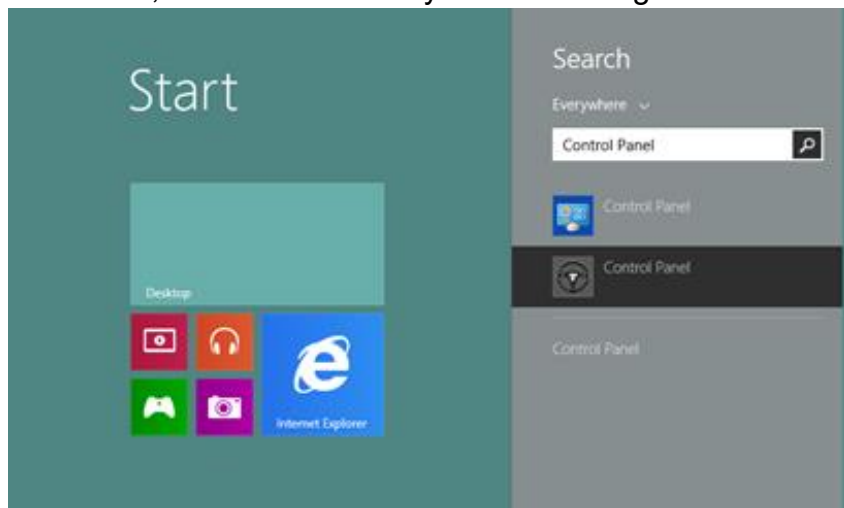 Start
Desktop
Internet Explorer
Search
Everywhere
Control Panel
Control Panel
Control Panel
Control Panel